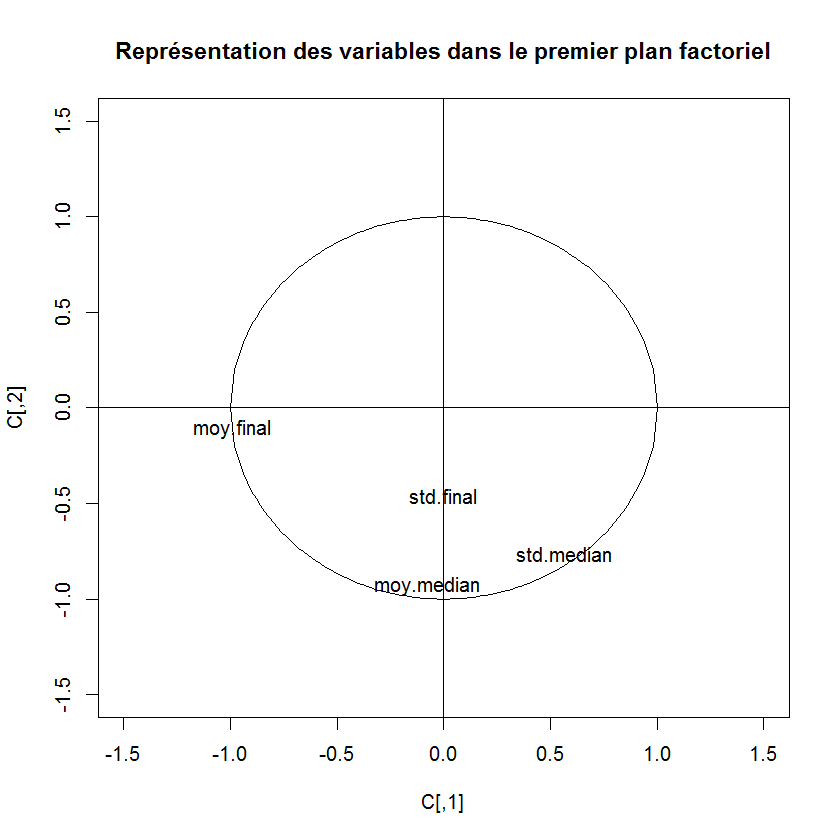 Représentation des variables dans le premier plan factoriel
C[,2]
1.5
1.0
0.5
0.0
-0.5
-1.0
-1.5
moy.final
std.final
std.median
moy.median
-1.5 -1.0 -0.5 0.0 0.5 1.0 1.5
C[,1]